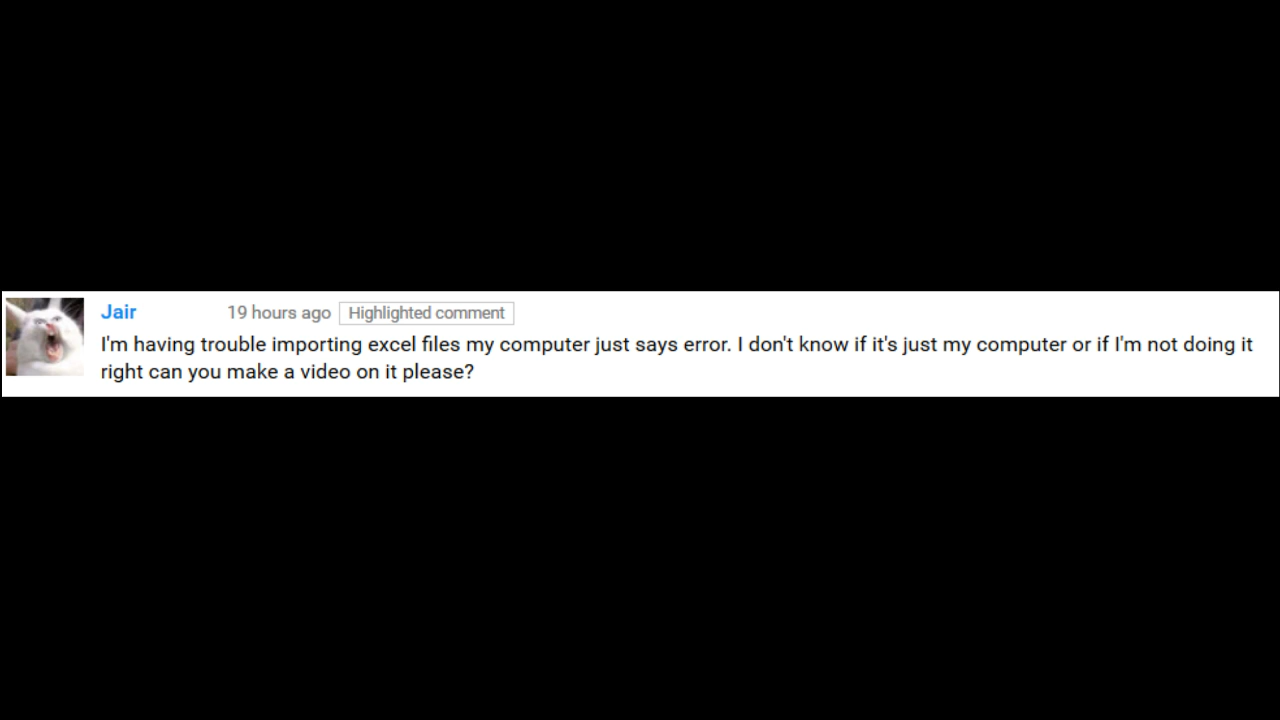 Jair 19 hours ago Highlighted comment
I'm having trouble importing excel files my computer just says error. I don't know if it's just my computer or if I'm not doing it
right can you make a video on it please?